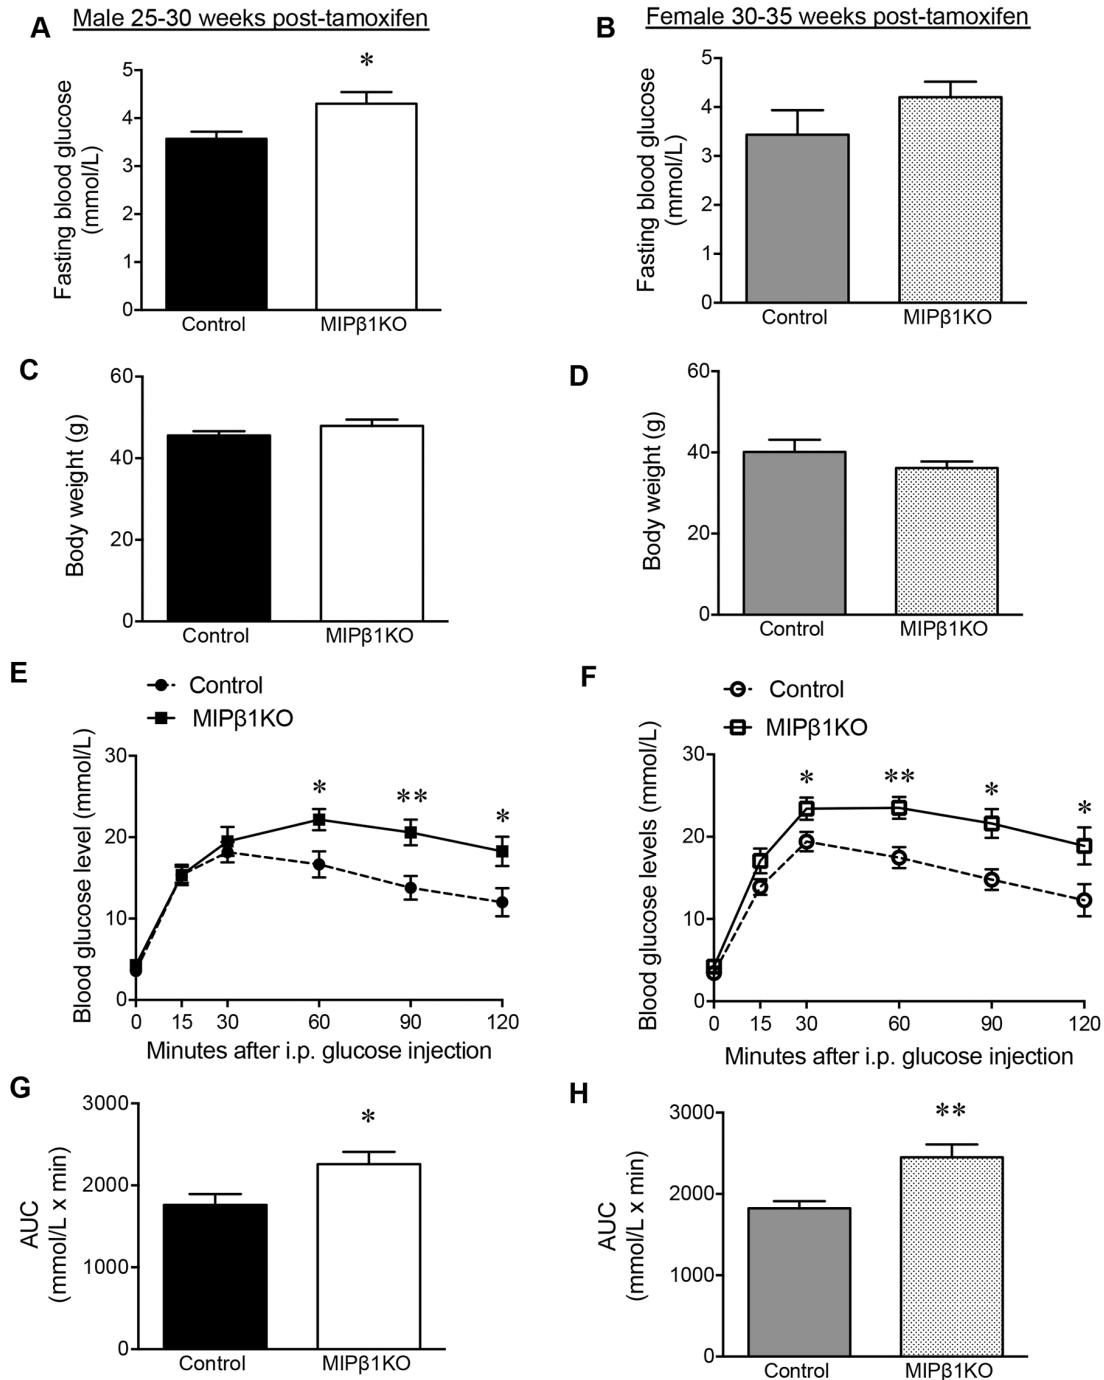 Male 25-30 weeks post-tamoxifen
Female 30-35 weeks post-tamoxifen
A
*
Fasting blood glucose
(mmol/L)
5
4
3
2
1
0
Control
MIPβ1KO
B
Fasting blood glucose
(mmol/L)
5
4
3
2
1
0
Control
MIPβ1KO
C
Body weight (g)
60
40
20
0
Control
MIPβ1KO
D
Body weight (g)
60
40
20
0
Control
MIPβ1KO
E
Control
MIPβ1KO
Blood glucose level (mmol/L)
30
20
10
0
*
**
*
0 15 30 60 90 120
Minutes after i.p. glucose injection
F
Control
MIPβ1KO
Blood glucose levels (mmol/L)
30
20
10
0
*
**
*
*
0 15 30 60 90 120
Minutes after i.p. glucose injection
G
*
AUC
(mmol/L x min)
3000
2000
1000
0
Control
MIPβ1KO
H
**
AUC
(mmol/L x min)
3000
2000
1000
0
Control
MIPβ1KO